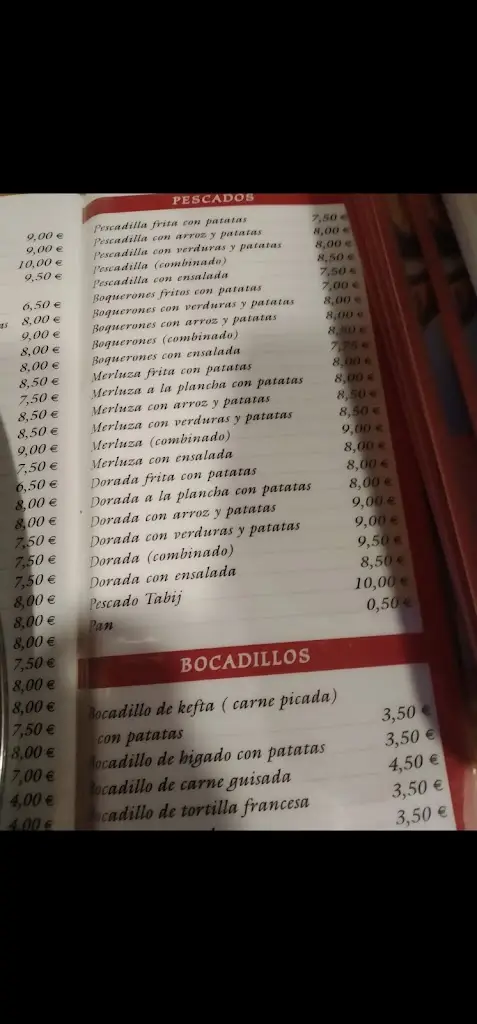 9,00 €
9,00 €
10,00 €
9,50 €
6,50 €
as 8,00 €
9,00 €
8,00 €
8,00 €
8,50 €
7,50 €
8,50 €
8,50 €
9,00 €
7,50 €
6,50 €
8,00 €
8,00 €
7,50 €
7,50 €
7,50 €
8,00 €
8,00 €
8,00 €
7,50 €
8,00 €
8,00 €
7,50 €
8,00 €
7,00 €
4,00 €
4,00 €
PESCADOS
Pescadilla frita con patatas 7,50 €
Pescadilla con arroz y patatas 8,00 €
Pescadilla con verduras y patatas 8,00 €
Pescadilla (combinado) 8,50 €
Pescadilla con ensalada 7,50 €
Boquerones fritos con patatas 7,00 €
Boquerones con verduras y patatas 8,00 €
Boquerones con arroz y patatas 8,00 €
Boquerones (combinado) 8,50 €
Boquerones con ensalada €
Merluza frita con patatas 8,00 €
Merluza a la plancha con patatas 8,00 €
Merluza con arroz y patatas 8,50 €
Merluza con verduras y patatas 8,50 €
Merluza (combinado) 9,00 €
Merluza con ensalada 8,00 €
Dorada frita con patatas 8,00 €
Dorada a la plancha con patatas 8,00 €
Dorada con arroz y patatas 9,00 €
Dorada con verduras y patatas 9,00 €
Dorada (combinado) 9,50 €
Dorada con ensalada 8,50 €
Pescado Tabij 10,00 €
Pan 0,50 €
BOCADILLOS
Bocadillo de kefta ( carne picada)
con patatas 3,50 €
Bocadillo de higado con patatas 3,50 €
Bocadillo de carne guisada 4,50 €
Bocadillo de tortilla francesa 3,50 €
3,50 €